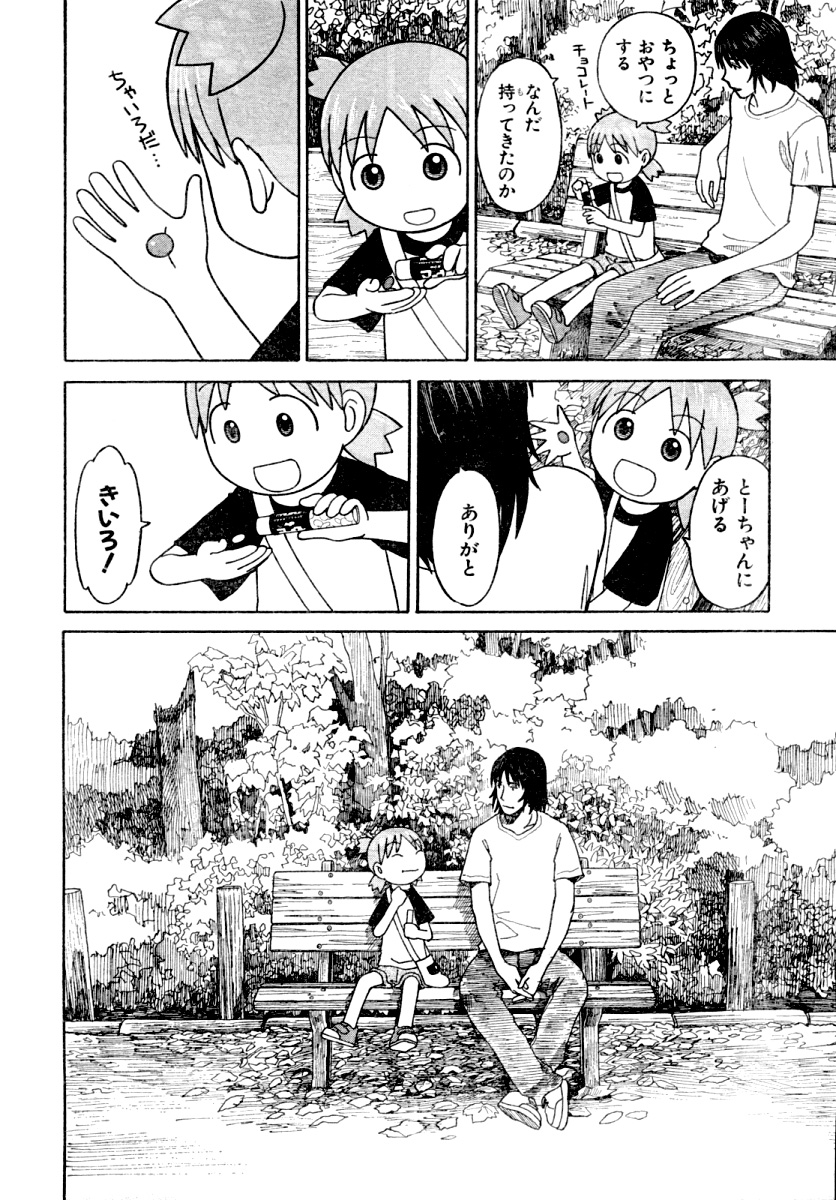 ちょっと
おやつに
する
チョコレート
なんだ
持ってきたのか
ちゃいろだ…
とーちゃんに
あげる
ありがと
きいろ！